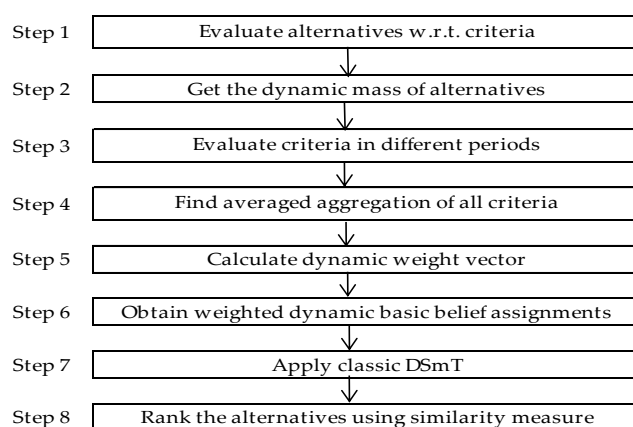 Step 1 Evaluate alternatives w.r.t. criteria
Step 2 Get the dynamic mass of alternatives
Step 3 Evaluate criteria in different periods
Step 4 Find averaged aggregation of all criteria
Step 5 Calculate dynamic weight vector
Step 6 Obtain weighted dynamic basic belief assignments
Step 7 Apply classic DSmT
Step 8 Rank the alternatives using similarity measure